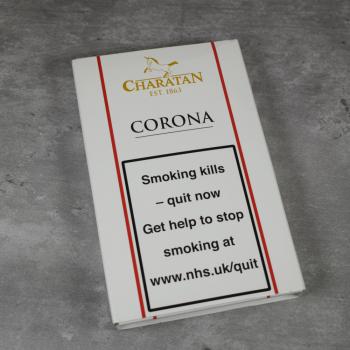 CHARATAN
EST. 1863
CORONA
Smoking kills
– quit now
Get help to stop
smoking at
www.nhs.uk/quit